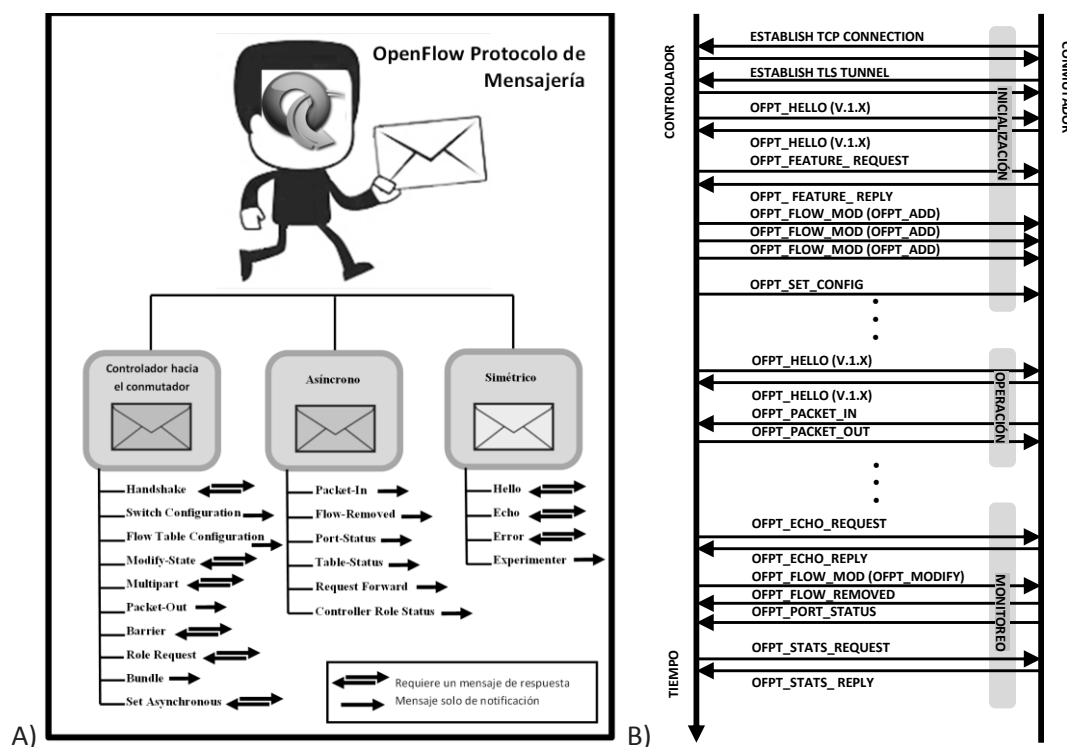 OpenFlow Protocolo de
Mensajería
Controlador hacia
el conmutador
Asíncrono
Simétrico
Handshake
Switch Configuration
Flow Table Configuration
Modify-State
Multipart
Packet-Out
Barrier
Role Request
Bundle
Set Asynchronous
Packet-In
Flow-Removed
Port-Status
Table-Status
Request Forward
Controller Role Status
Hello
Echo
Error
Experimenter
Requiere un mensaje de respuesta
Mensaje solo de notificación
A)
CONTROLADOR
CONMUTADOR
ESTABLISH TCP CONNECTION
ESTABLISH TLS TUNNEL
OFPT_HELLO (V.1.X)
OFPT_HELLO (V.1.X)
OFPT_FEATURE_ REQUEST
OFPT_ FEATURE_ REPLY
OFPT_FLOW_MOD (OFPT_ADD)
OFPT_FLOW_MOD (OFPT_ADD)
OFPT_FLOW_MOD (OFPT_ADD)
OFPT_SET_CONFIG
INICIALIZACIÓN
OFPT_HELLO (V.1.X)
OFPT_HELLO (V.1.X)
OFPT_PACKET_IN
OFPT_PACKET_OUT
OPERACIÓN
OFPT_ECHO_REQUEST
OFPT_ECHO_REPLY
OFPT_FLOW_MOD (OFPT_MODIFY)
OFPT_FLOW_REMOVED
OFPT_PORT_STATUS
OFPT_STATS_REQUEST
OFPT_STATS_ REPLY
MONITOREO
TIEMPO
B)